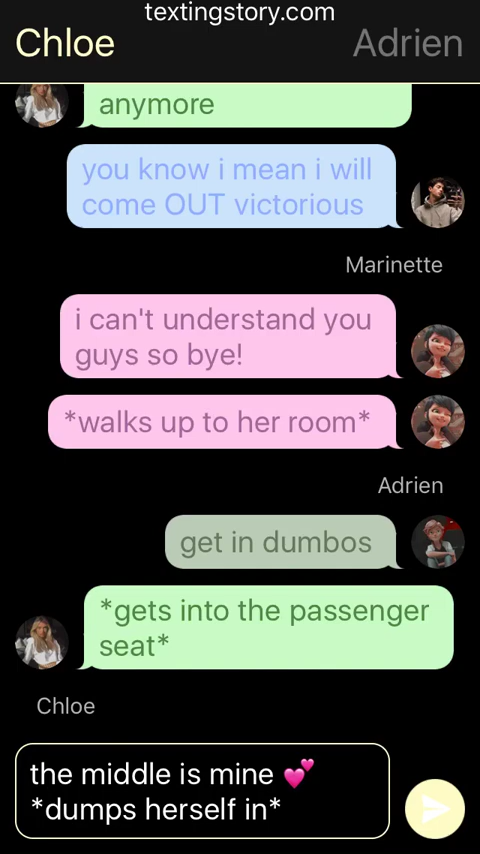 textingstory.com
Chloe
Adrien
anymore
you know i mean i will
come OUT victorious
Marinette
i can't understand you
guys so bye!
*walks up to her room*
Adrien
get in dumbos
*gets into the passenger
seat*
Chloe
the middle is mine 💕
*dumps herself in*